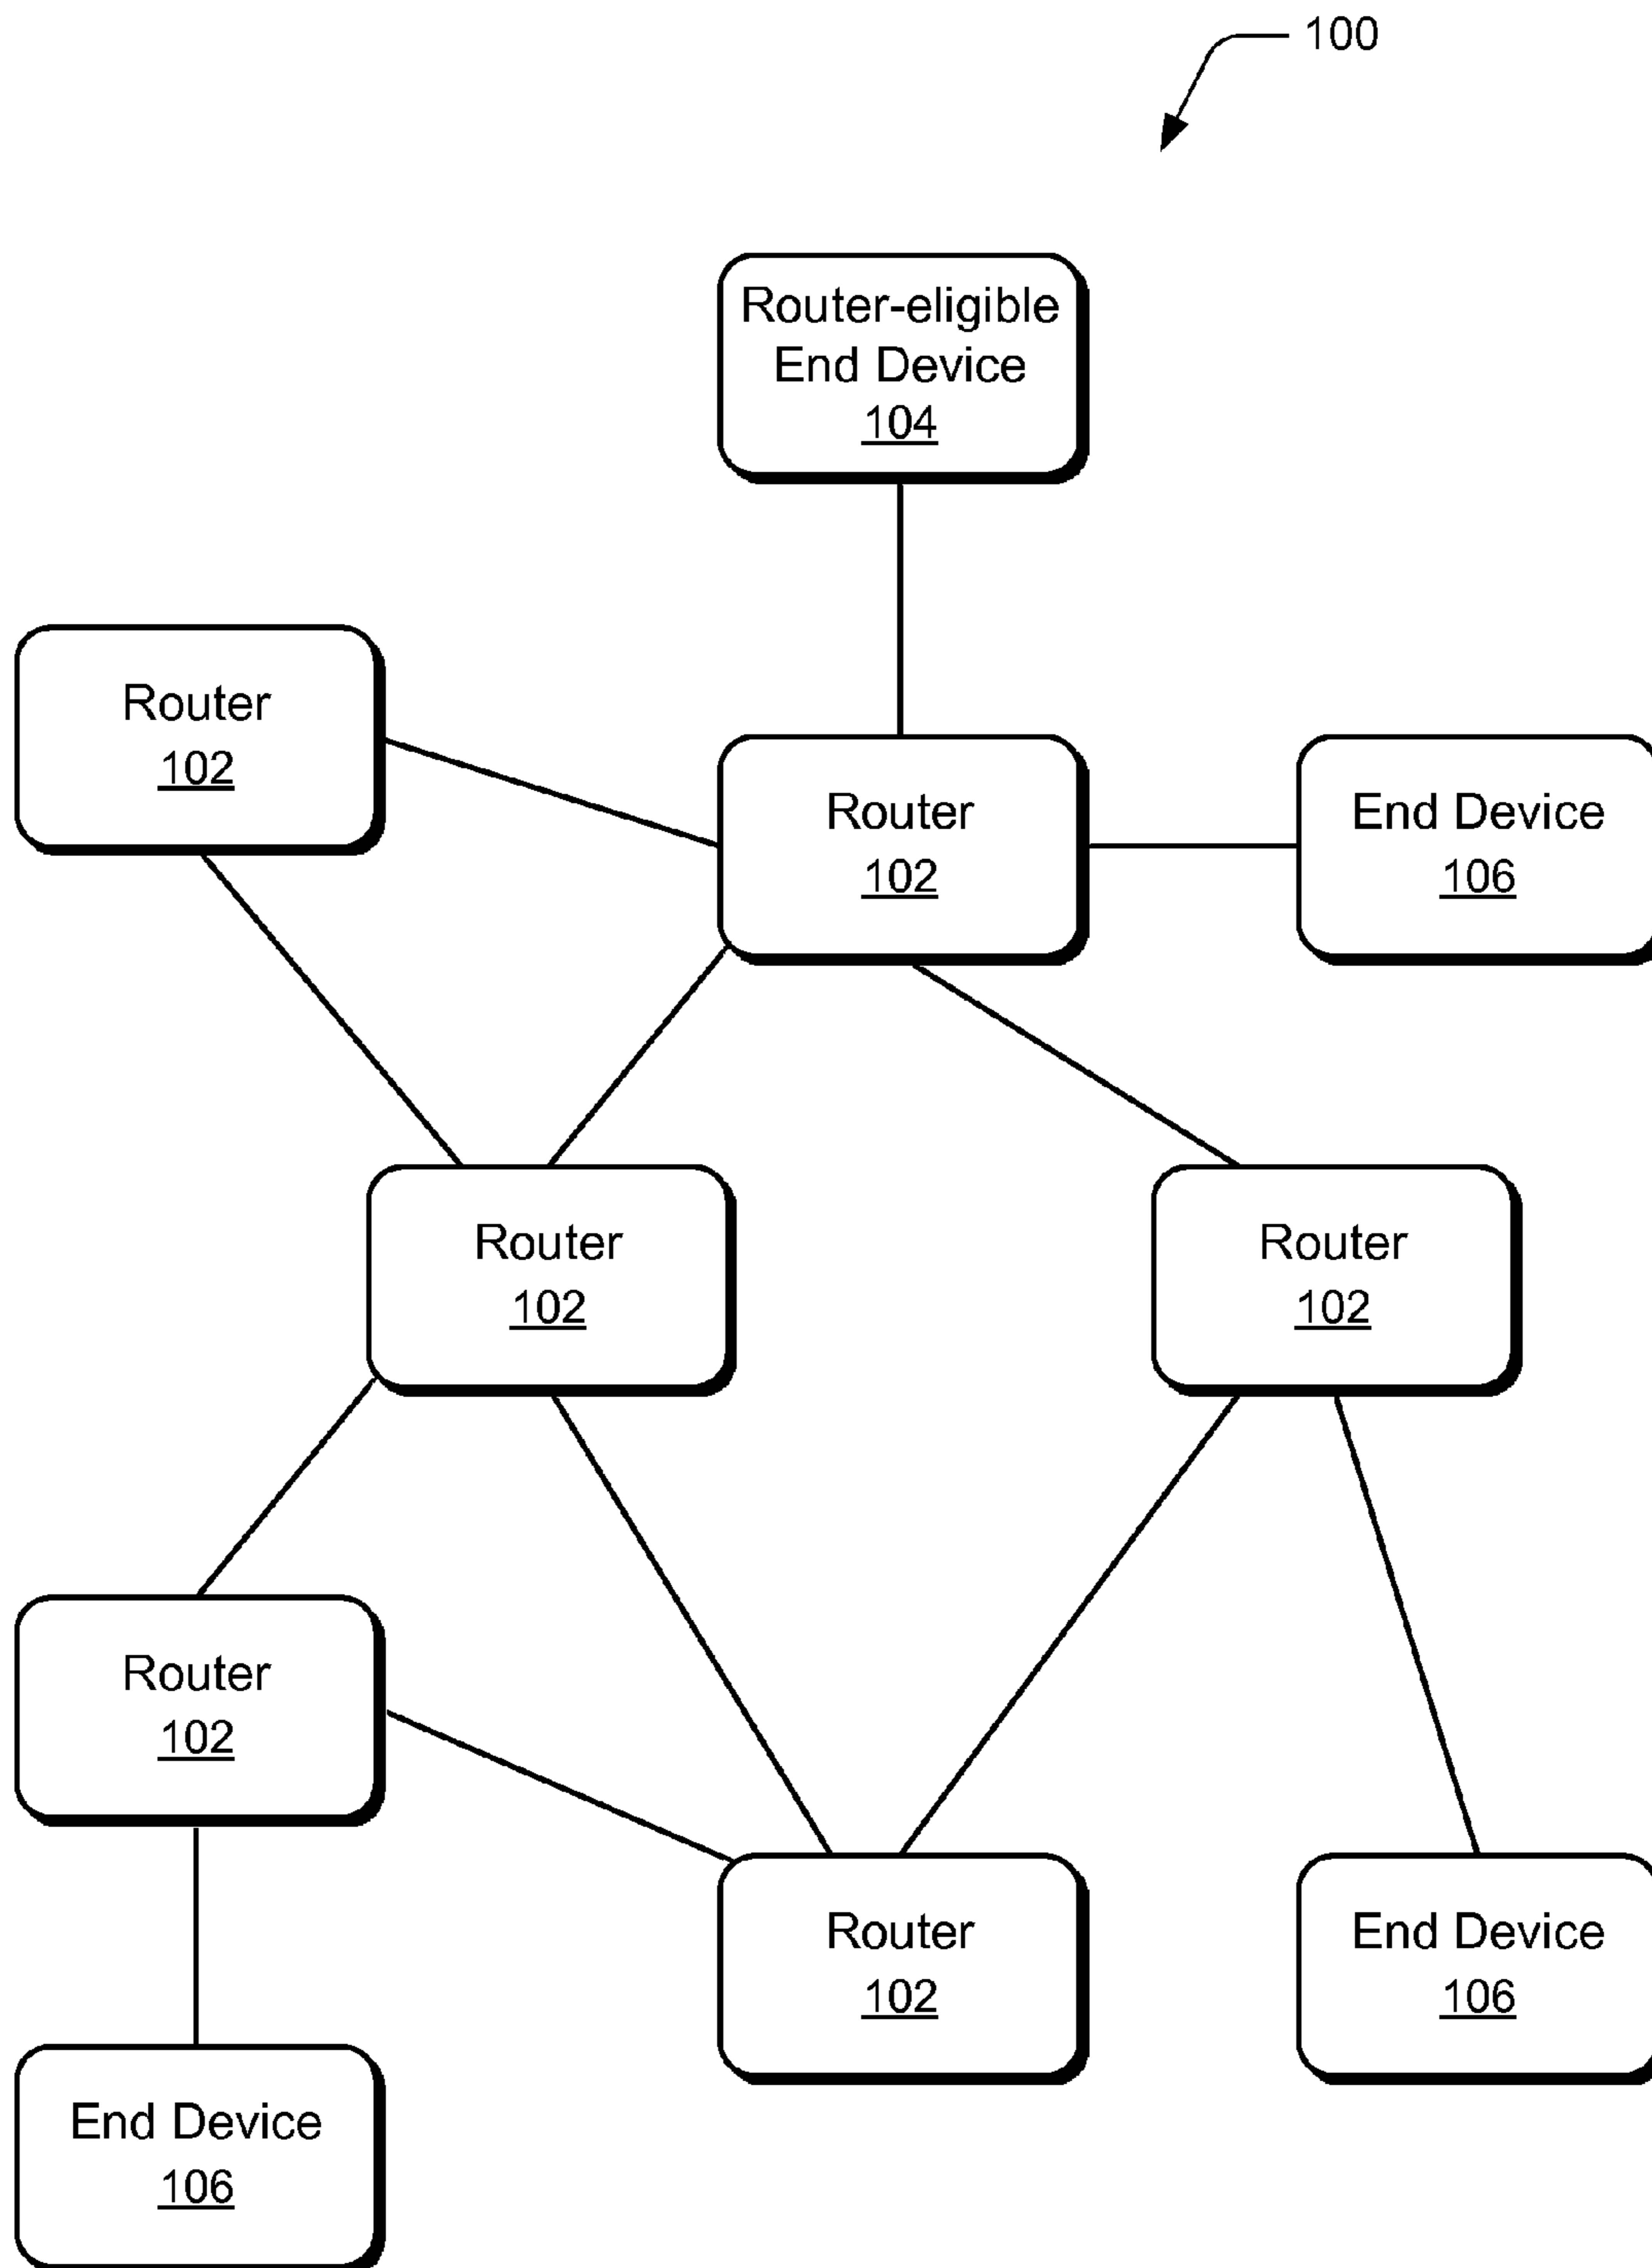 100
Router-eligible
End Device
104
Router
102
Router
102
End Device
106
Router
102
Router
102
Router
102
Router
102
End Device
106
End Device
106